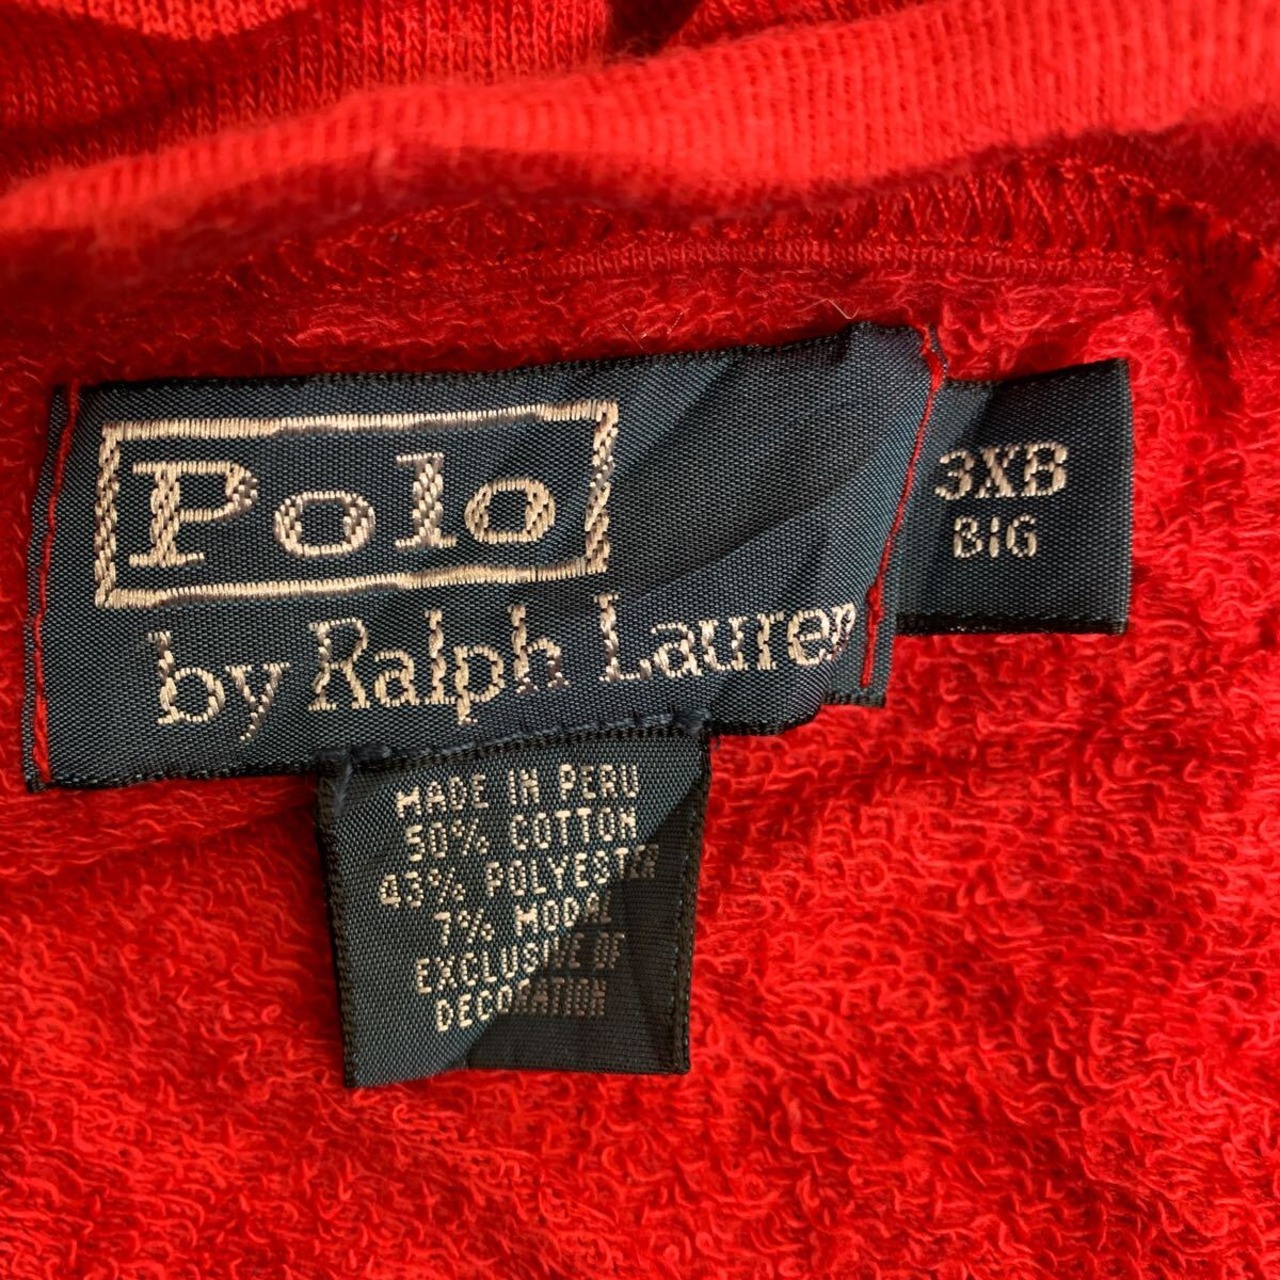 Polo
by Ralph Lauren
3XB
BIG
MADE IN PERU
50% COTTON
43% POLYESTER
7% MODAL
EXCLUSIVE OF
DECORATION